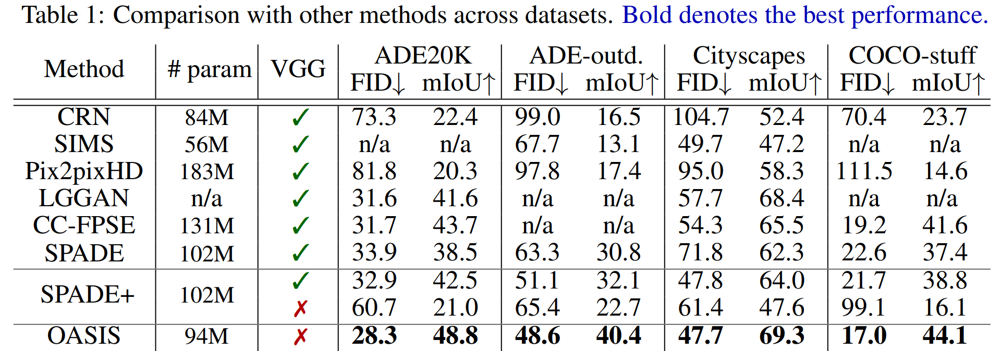 Table 1: Comparison with other methods across datasets. Bold denotes the best performance.
Method # param VGG ADE20K ADE-outd. Cityscapes COCO-stuff
FID↓ mIoU↑ FID↓ mIoU↑ FID↓ mIoU↑ FID↓ mIoU↑
CRN 84M ✓ 73.3 22.4 99.0 16.5 104.7 52.4 70.4 23.7
SIMS 56M ✓ n/a n/a 67.7 13.1 49.7 47.2 n/a n/a
Pix2pixHD 183M ✓ 81.8 20.3 97.8 17.4 95.0 58.3 111.5 14.6
LGGAN n/a ✓ 31.6 41.6 n/a n/a 57.7 68.4 n/a n/a
CC-FPSE 131M ✓ 31.7 43.7 n/a n/a 54.3 65.5 19.2 41.6
SPADE 102M ✓ 33.9 38.5 63.3 30.8 71.8 62.3 22.6 37.4
SPADE+ 102M ✓ 32.9 42.5 51.1 32.1 47.8 64.0 21.7 38.8
✗ 60.7 21.0 65.4 22.7 61.4 47.6 99.1 16.1
OASIS 94M ✗ 28.3 48.8 48.6 40.4 47.7 69.3 17.0 44.1